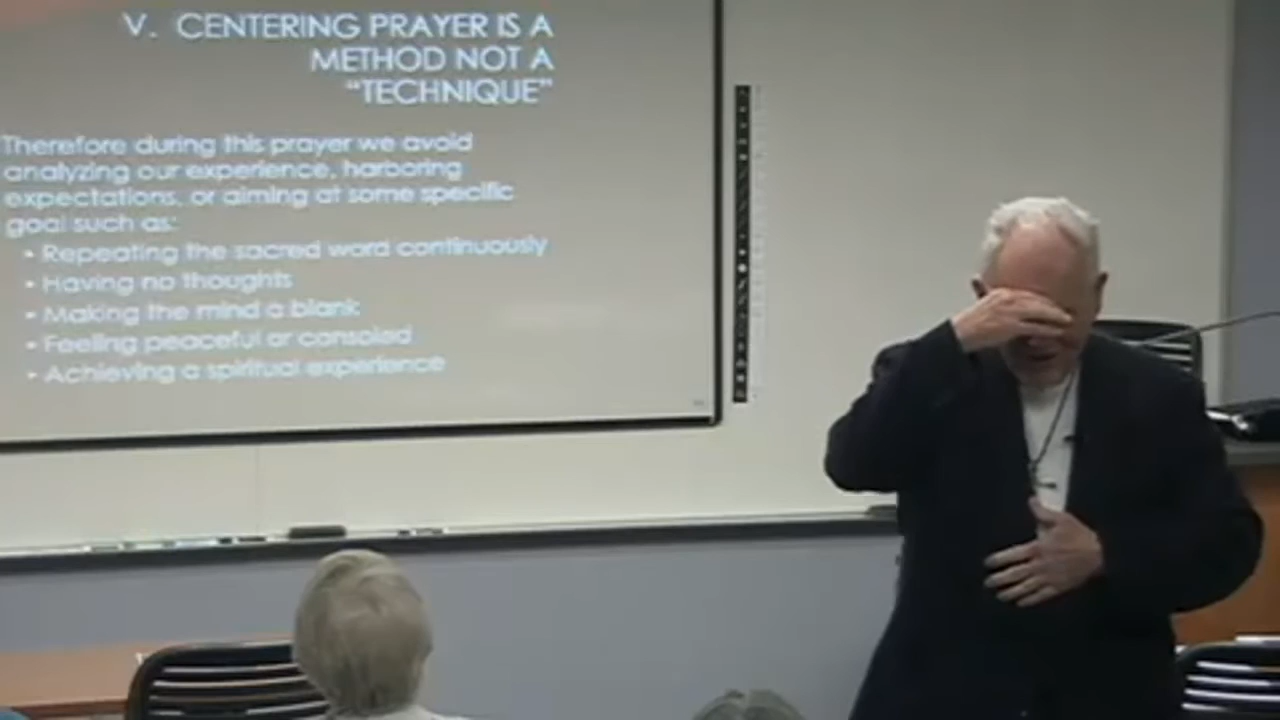 V. CENTERING PRAYER IS A
METHOD NOT A
“TECHNIQUE”
Therefore during this prayer we avoid
analyzing our experience, harboring
expectations, or aiming at some specific
goal such as:
• Repeating the sacred word continuously
• Having no thoughts
• Making the mind a blank
• Feeling peaceful or consoled
• Achieving a spiritual experience